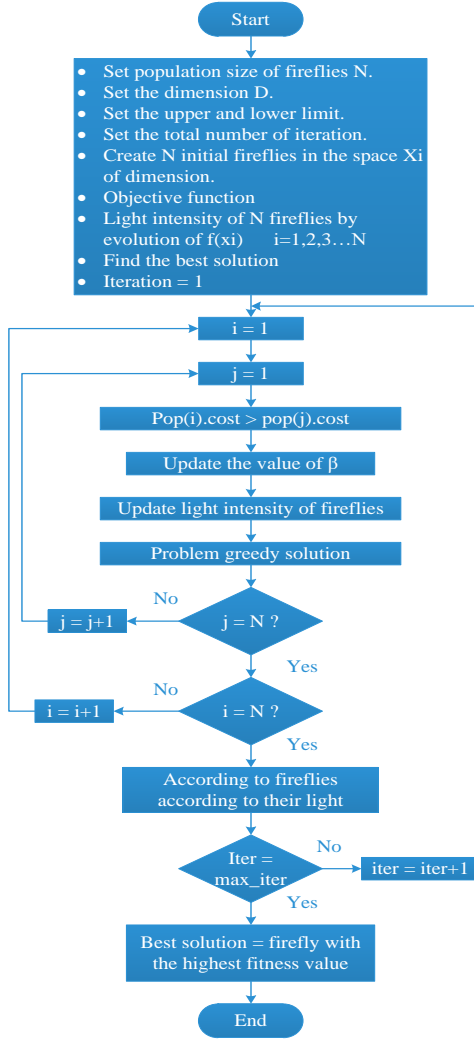 Start
• Set population size of fireflies N.
• Set the dimension D.
• Set the upper and lower limit.
• Set the total number of iteration.
• Create N initial fireflies in the space Xi
of dimension.
• Objective function
• Light intensity of N fireflies by
evolution of f(xi) i=1,2,3…N
• Find the best solution
• Iteration = 1
i = 1
j = 1
Pop(i).cost > pop(j).cost
Update the value of β
Update light intensity of fireflies
Problem greedy solution
No
j = j+1
j = N ?
Yes
No
i = i+1
i = N ?
Yes
According to fireflies
according to their light
Iter =
max_iter
No
iter = iter+1
Yes
Best solution = firefly with
the highest fitness value
End